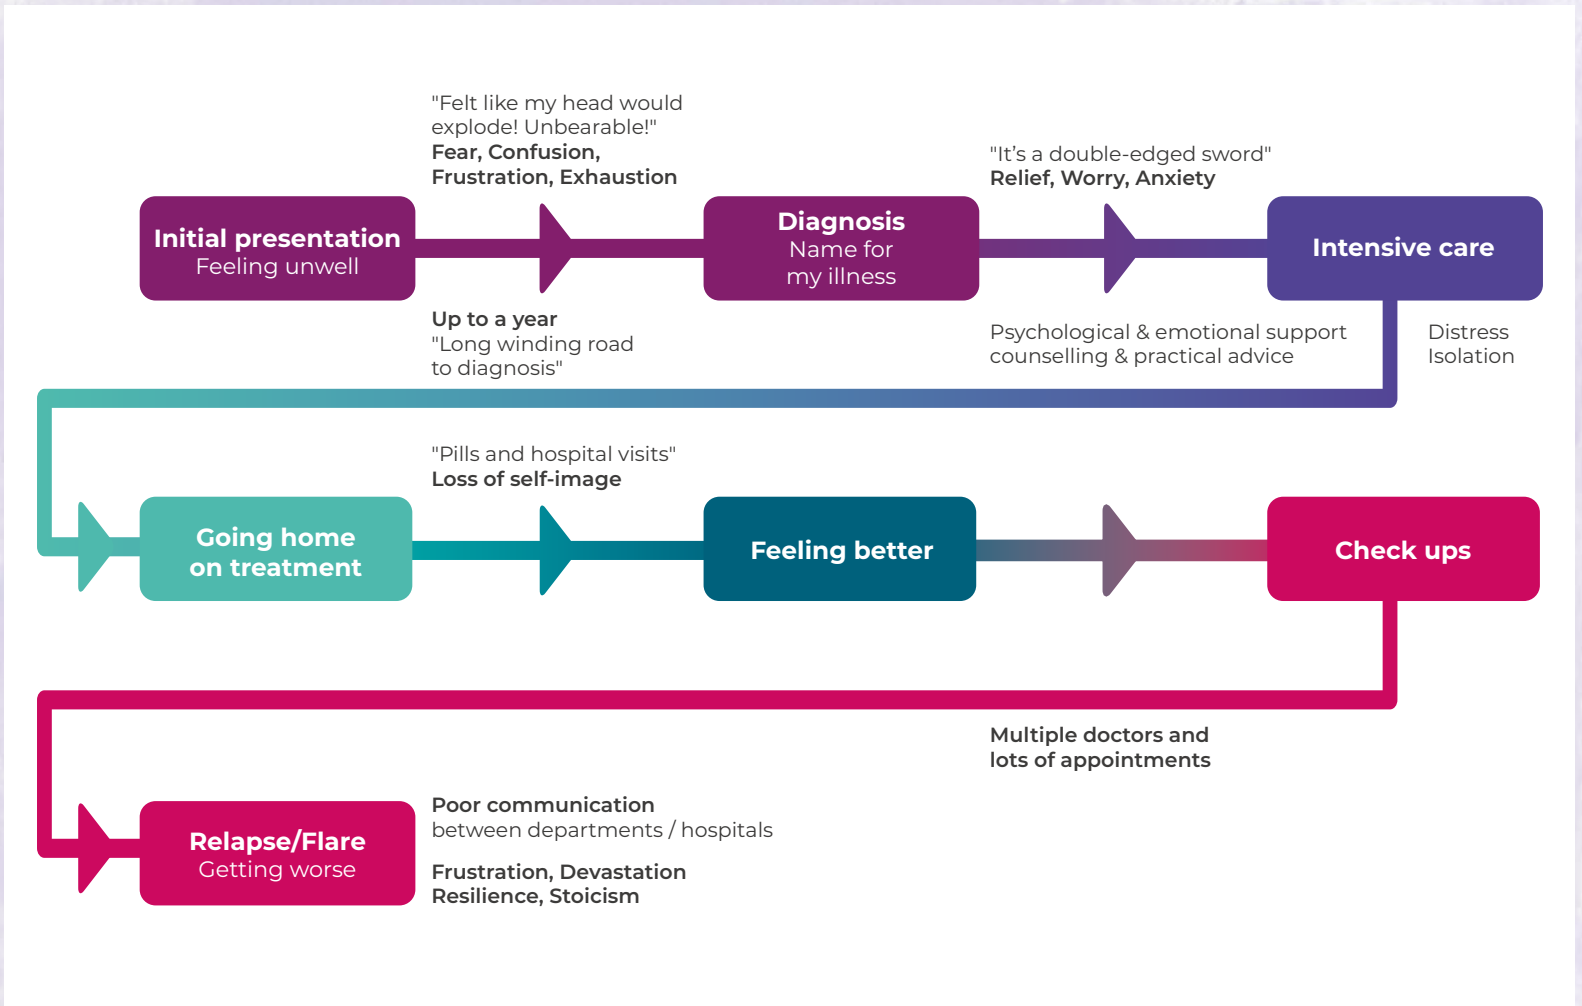 "Felt like my head would
explode! Unbearable!"
Fear, Confusion,
Frustration, Exhaustion
"It’s a double-edged sword"
Relief, Worry, Anxiety
Initial presentation
Feeling unwell
Diagnosis
Name for
my illness
Intensive care
Up to a year
"Long winding road
to diagnosis"
Psychological & emotional support
counselling & practical advice
Distress
Isolation
"Pills and hospital visits"
Loss of self-image
Going home
on treatment
Feeling better
Check ups
Multiple doctors and
lots of appointments
Relapse/Flare
Getting worse
Poor communication
between departments / hospitals
Frustration, Devastation
Resilience, Stoicism